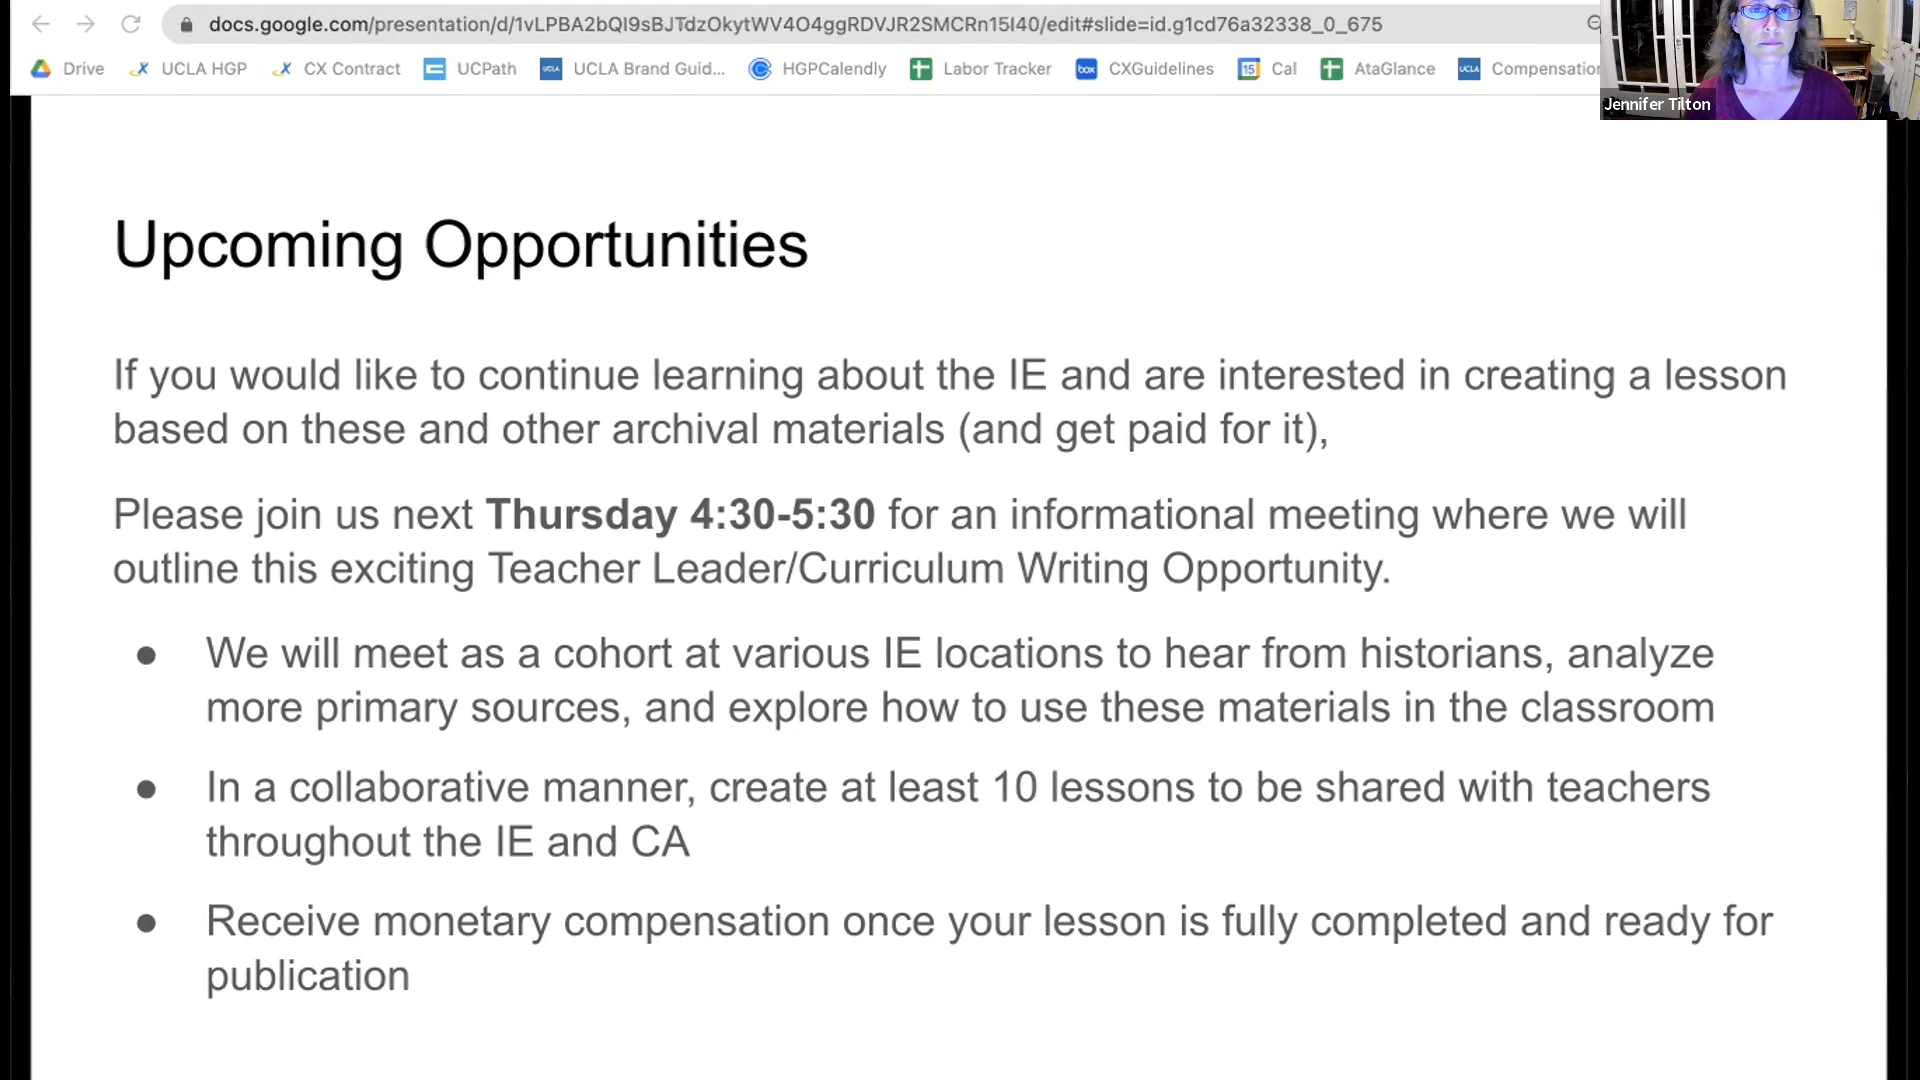 docs.google.com/presentation/d/1vLPBA2bQI9sBJTdzOkytWV4O4ggRDVJR2SMCRn15I40/edit#slide=id.g1cd76a32338_0_675
Drive UCLA HGP CX Contract UCPath UCLA UCLA Brand Guid... HGPCalendly Labor Tracker box CXGuidelines 15 Cal AtaGlance UCLA Compensation
Jennifer Tilton
Upcoming Opportunities
If you would like to continue learning about the IE and are interested in creating a lesson
based on these and other archival materials (and get paid for it),
Please join us next Thursday 4:30-5:30 for an informational meeting where we will
outline this exciting Teacher Leader/Curriculum Writing Opportunity.
● We will meet as a cohort at various IE locations to hear from historians, analyze
more primary sources, and explore how to use these materials in the classroom
● In a collaborative manner, create at least 10 lessons to be shared with teachers
throughout the IE and CA
● Receive monetary compensation once your lesson is fully completed and ready for
publication